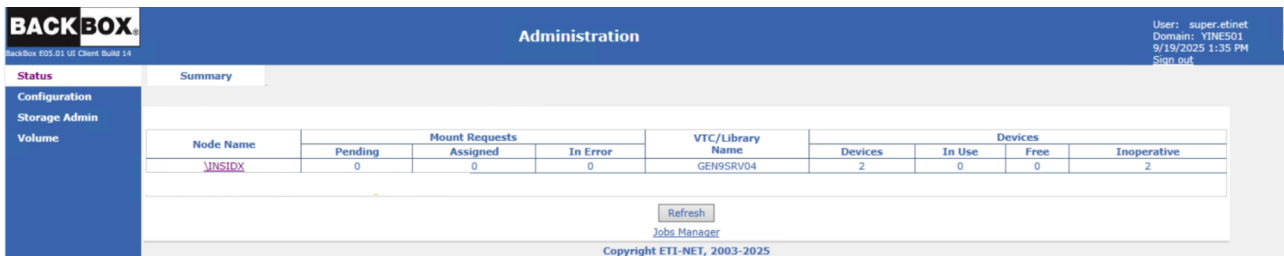 BACKBOX®
BackBox E05.01 UI Client Build 14
Administration
User: super.etinet
Domain: YINE501
9/19/2025 1:35 PM
Sign out
Status
Summary
Configuration
Storage Admin
Volume
Node Name Mount Requests VTC/Library Name Devices
Pending Assigned In Error Devices In Use Free Inoperative
\INSIDX 0 0 0 GEN9SRV04 2 0 0 2
Refresh
Jobs Manager
Copyright ETI-NET, 2003-2025